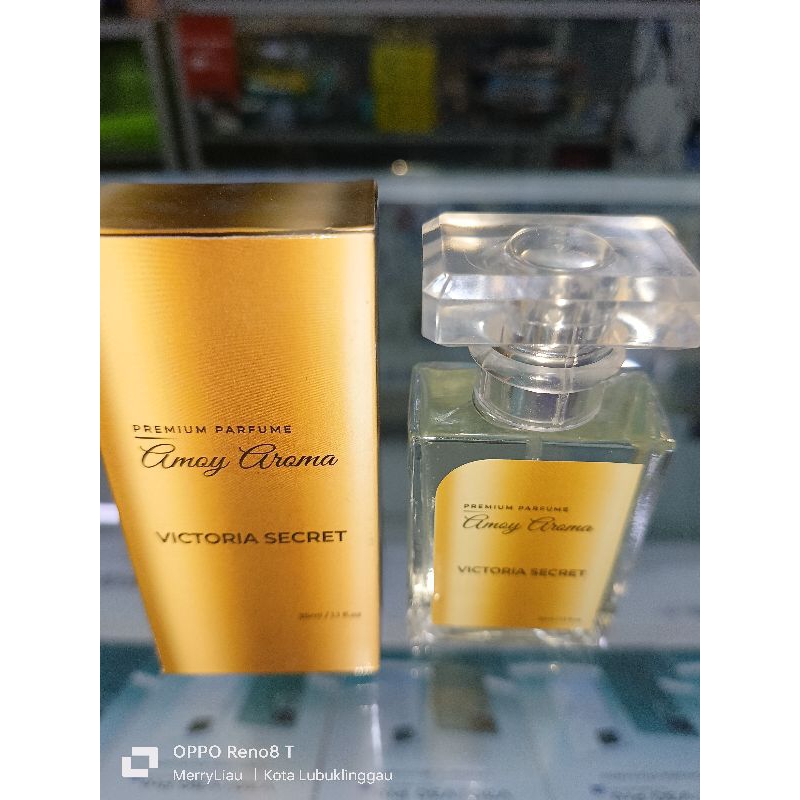 PREMIUM PARFUME
Amoy Aroma
VICTORIA SECRET
PREMIUM PARFUME
Amoy Aroma
VICTORIA SECRET
OPPO Reno8 T
MerryLiau | Kota Lubuklinggau